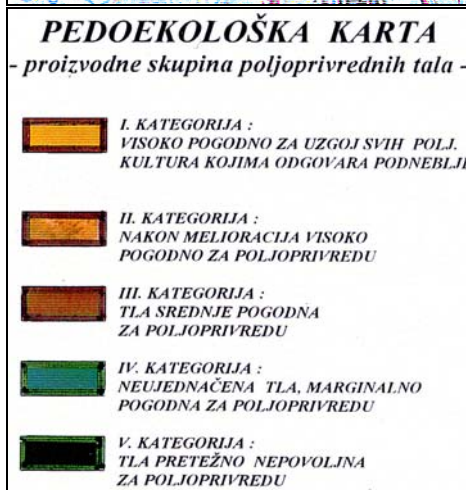 PEDOEKOLOŠKA KARTA
- proizvodne skupina poljoprivrednih tala -
I. KATEGORIJA :
VISOKO POGODNO ZA UZGOJ SVIH POLJ.
KULTURA KOJIMA ODGOVARA PODNEBLJE
II. KATEGORIJA :
NAKON MELIORACIJA VISOKO
POGODNO ZA POLJOPRIVREDU
III. KATEGORIJA :
TLA SREDNJE POGODNA
ZA POLJOPRIVREDU
IV. KATEGORIJA :
NEUJEDNAČENA TLA, MARGINALNO
POGODNA ZA POLJOPRIVREDU
V. KATEGORIJA :
TLA PRETEŽNO NEPOVOLJNA
ZA POLJOPRIVREDU